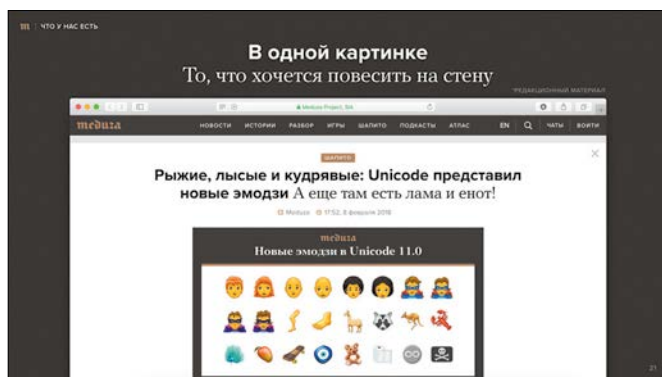 m ЧТО У НАС ЕСТЬ
В одной картинке
То, что хочется повесить на стену
РЕДАКЦИОННЫЙ МАТЕРИАЛ
Medusa Project, SIA
meduza НОВОСТИ ИСТОРИИ РАЗБОР ИГРЫ ШАПИТО ПОДКАСТЫ АТЛАС EN ЧАТЫ ВОЙТИ
ШАПИТО
Рыжие, лысые и кудрявые: Unicode представил
новые эмодзи А еще там есть лама и енот!
Meduza 17:52, 8 февраля 2018
meduza
Новые эмодзи в Unicode 11.0
21